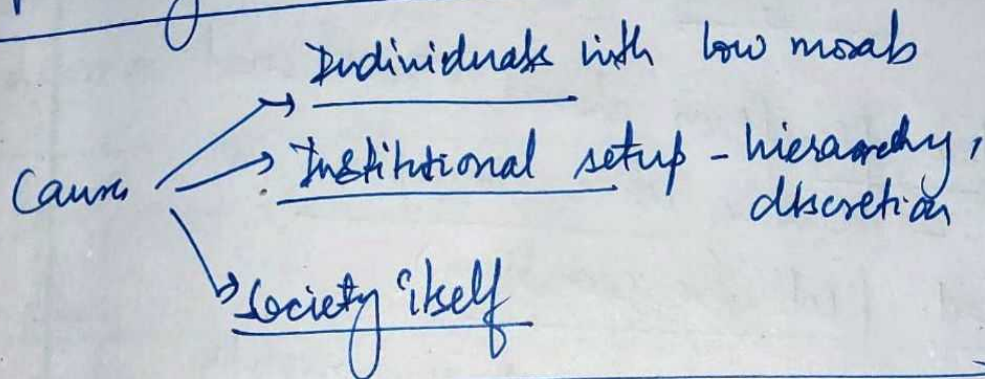 Individuals with low morals
Causes
Institutional setup - hierarchy,
discretion
Society itself